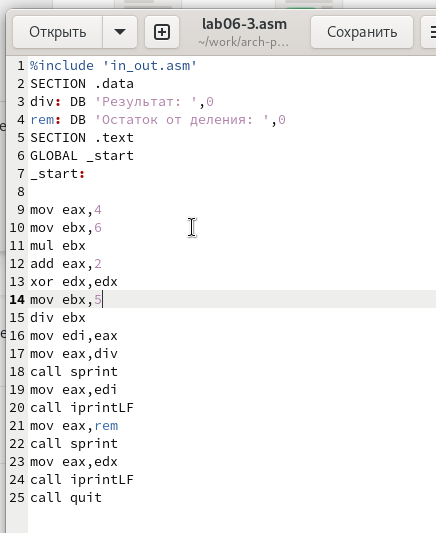 Открыть
lab06-3.asm
~/work/arch-p...
Сохранить
1 %include 'in_out.asm'
2 SECTION .data
3 div: DB 'Результат: ',0
4 rem: DB 'Остаток от деления: ',0
5 SECTION .text
6 GLOBAL _start
7 _start:
8
9 mov eax,4
10 mov ebx,6
11 mul ebx
12 add eax,2
13 xor edx,edx
14 mov ebx,5
15 div ebx
16 mov edi,eax
17 mov eax,div
18 call sprint
19 mov eax,edi
20 call iprintLF
21 mov eax,rem
22 call sprint
23 mov eax,edx
24 call iprintLF
25 call quit